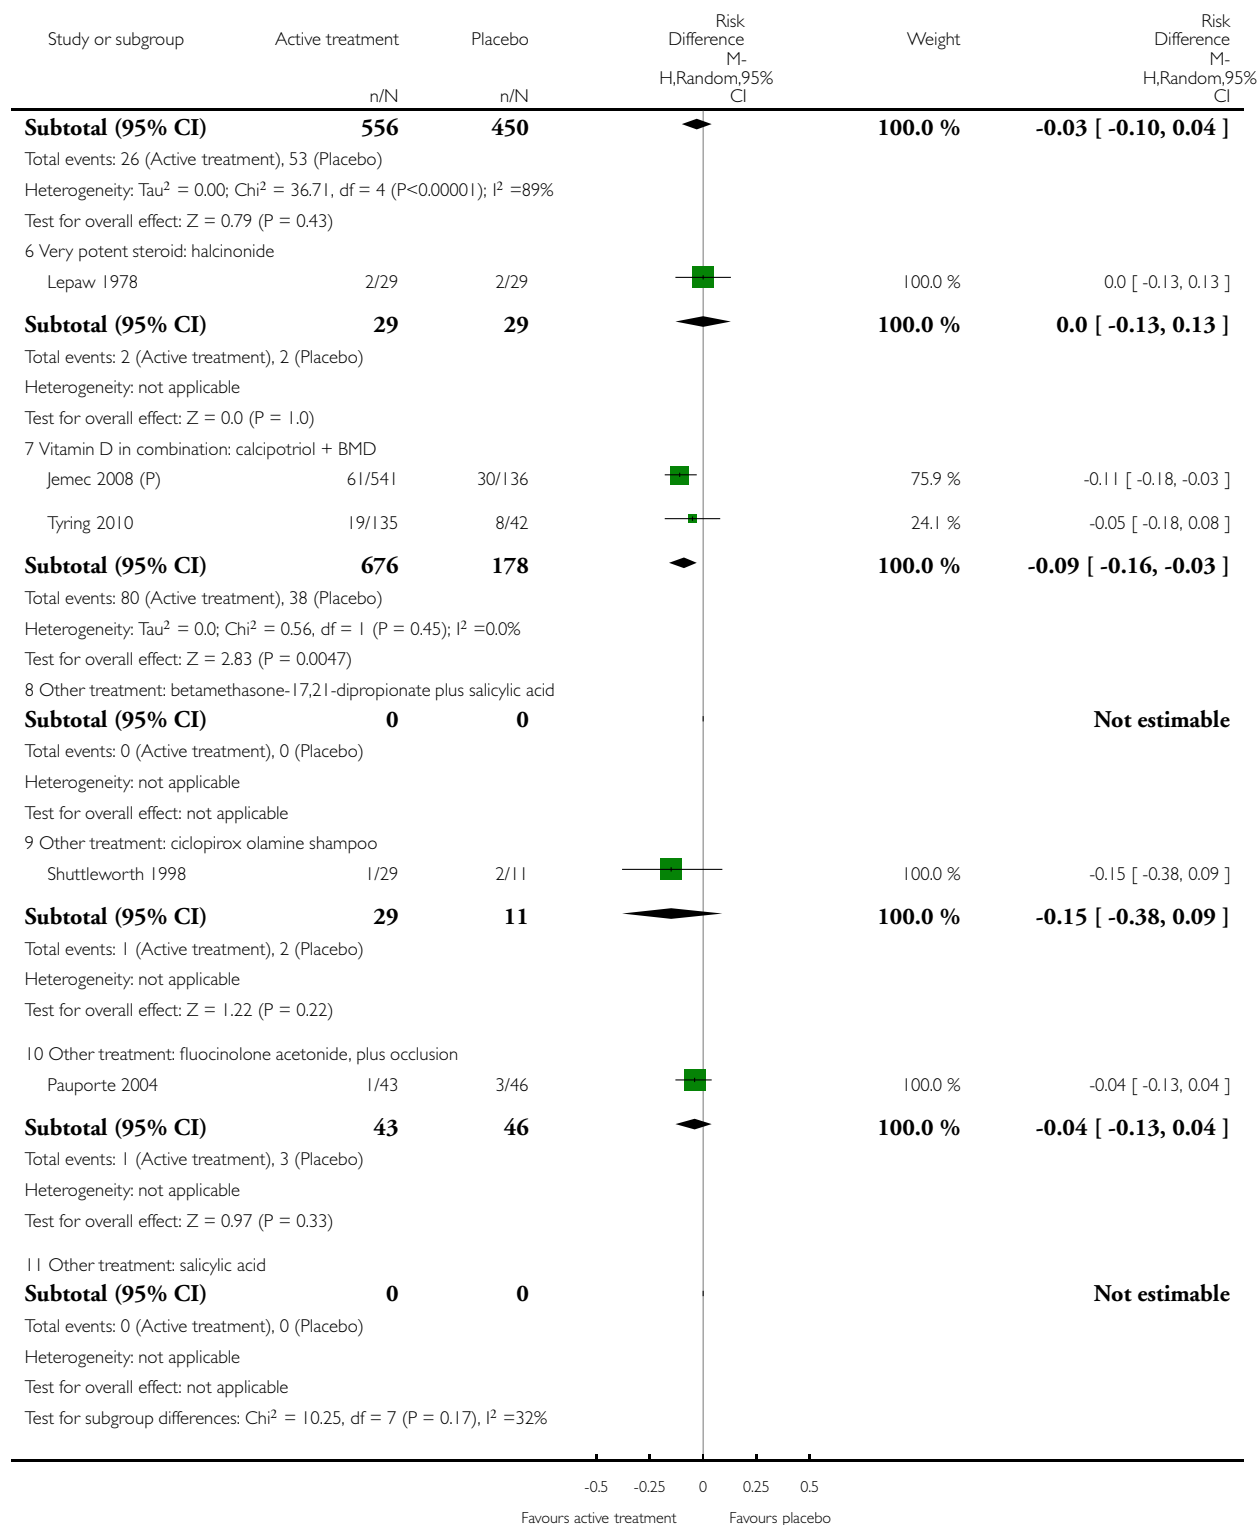 Study or subgroup Active treatment Placebo Risk Difference Weight Risk Difference
M-H,Random,95% CI M-H,Random,95% CI
n/N n/N
Subtotal (95% CI) 556 450 100.0 % -0.03 [ -0.10, 0.04 ]
Total events: 26 (Active treatment), 53 (Placebo)
Heterogeneity: Tau² = 0.00; Chi² = 36.71, df = 4 (P<0.00001); I² =89%
Test for overall effect: Z = 0.79 (P = 0.43)
6 Very potent steroid: halcinonide
Lepaw 1978 2/29 2/29 100.0 % 0.0 [ -0.13, 0.13 ]
Subtotal (95% CI) 29 29 100.0 % 0.0 [ -0.13, 0.13 ]
Total events: 2 (Active treatment), 2 (Placebo)
Heterogeneity: not applicable
Test for overall effect: Z = 0.0 (P = 1.0)
7 Vitamin D in combination: calcipotriol + BMD
Jemec 2008 (P) 61/541 30/136 75.9 % -0.11 [ -0.18, -0.03 ]
Tyring 2010 19/135 8/42 24.1 % -0.05 [ -0.18, 0.08 ]
Subtotal (95% CI) 676 178 100.0 % -0.09 [ -0.16, -0.03 ]
Total events: 80 (Active treatment), 38 (Placebo)
Heterogeneity: Tau² = 0.0; Chi² = 0.56, df = 1 (P = 0.45); I² =0.0%
Test for overall effect: Z = 2.83 (P = 0.0047)
8 Other treatment: betamethasone-17,21-dipropionate plus salicylic acid
Subtotal (95% CI) 0 0 Not estimable
Total events: 0 (Active treatment), 0 (Placebo)
Heterogeneity: not applicable
Test for overall effect: not applicable
9 Other treatment: ciclopirox olamine shampoo
Shuttleworth 1998 1/29 2/11 100.0 % -0.15 [ -0.38, 0.09 ]
Subtotal (95% CI) 29 11 100.0 % -0.15 [ -0.38, 0.09 ]
Total events: 1 (Active treatment), 2 (Placebo)
Heterogeneity: not applicable
Test for overall effect: Z = 1.22 (P = 0.22)
10 Other treatment: fluocinolone acetonide, plus occlusion
Pauporte 2004 1/43 3/46 100.0 % -0.04 [ -0.13, 0.04 ]
Subtotal (95% CI) 43 46 100.0 % -0.04 [ -0.13, 0.04 ]
Total events: 1 (Active treatment), 3 (Placebo)
Heterogeneity: not applicable
Test for overall effect: Z = 0.97 (P = 0.33)
11 Other treatment: salicylic acid
Subtotal (95% CI) 0 0 Not estimable
Total events: 0 (Active treatment), 0 (Placebo)
Heterogeneity: not applicable
Test for overall effect: not applicable
Test for subgroup differences: Chi² = 10.25, df = 7 (P = 0.17), I² =32%
-0.5 -0.25 0 0.25 0.5
Favours active treatment Favours placebo